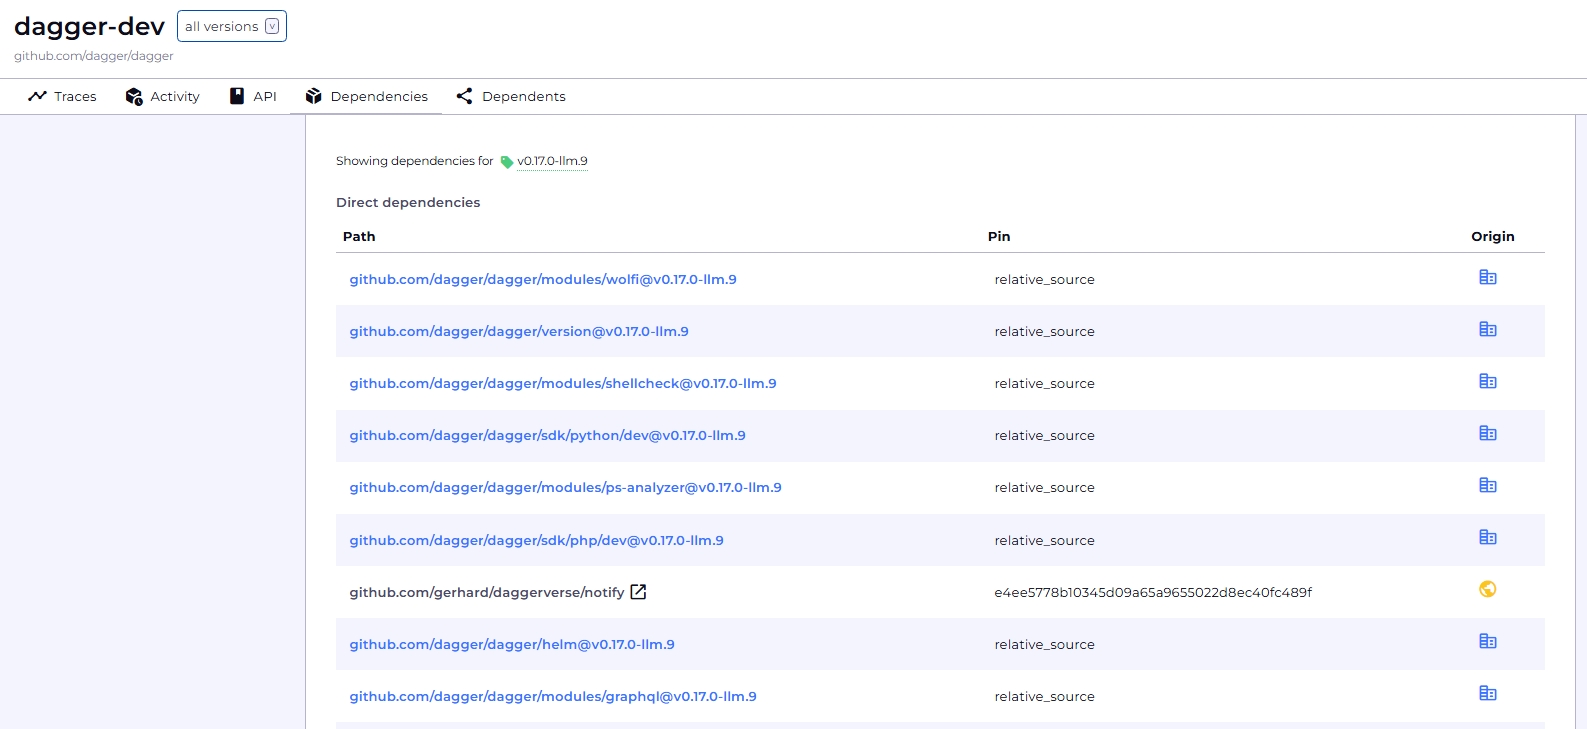 dagger-dev all versions v
github.com/dagger/dagger
Traces Activity API Dependencies Dependents
Showing dependencies for v0.17.0-llm.9
Direct dependencies
Path Pin Origin
github.com/dagger/dagger/modules/wolfi@v0.17.0-llm.9 relative_source
github.com/dagger/dagger/version@v0.17.0-llm.9 relative_source
github.com/dagger/dagger/modules/shellcheck@v0.17.0-llm.9 relative_source
github.com/dagger/dagger/sdk/python/dev@v0.17.0-llm.9 relative_source
github.com/dagger/dagger/modules/ps-analyzer@v0.17.0-llm.9 relative_source
github.com/dagger/dagger/sdk/php/dev@v0.17.0-llm.9 relative_source
github.com/gerhard/daggerverse/notify e4ee5778b10345d09a65a9655022d8ec40fc489f
github.com/dagger/dagger/helm@v0.17.0-llm.9 relative_source
github.com/dagger/dagger/modules/graphql@v0.17.0-llm.9 relative_source